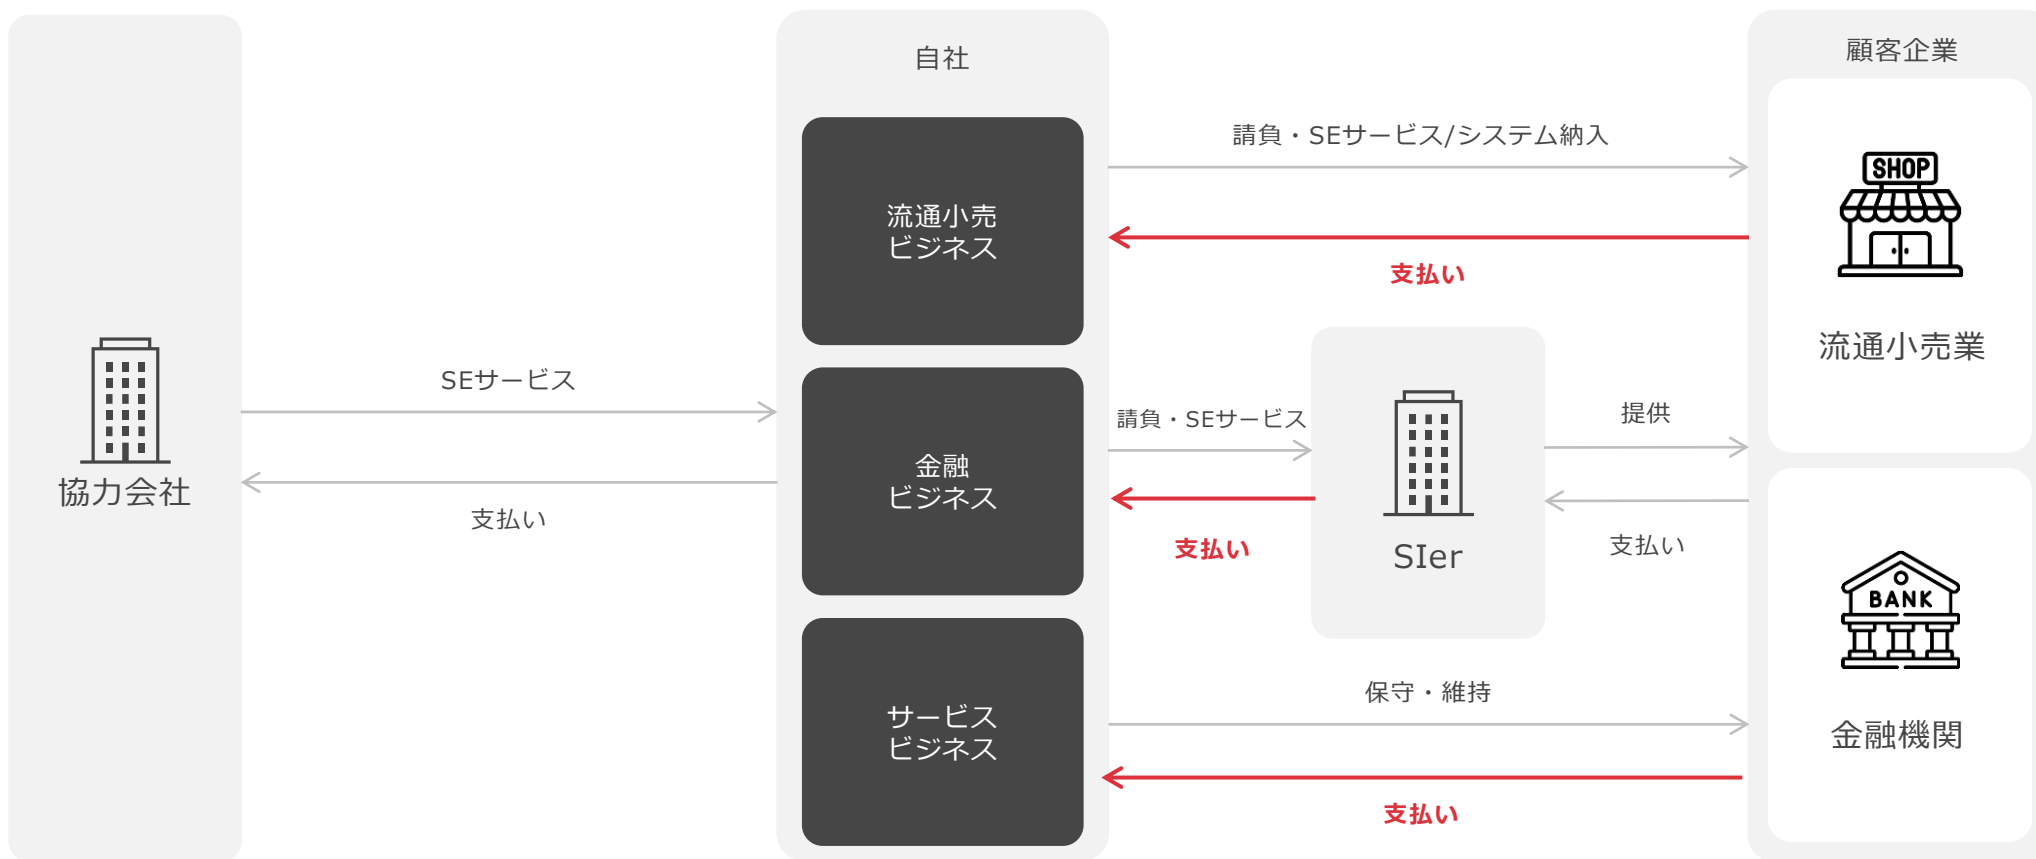 自社
顧客企業
請負・SEサービス/システム納入
SHOP
流通小売
ビジネス
支払い
流通小売業
SEサービス
請負・SEサービス
提供
金融
ビジネス
協力会社
支払い
支払い
SIer
支払い
BANK
保守・維持
サービス
ビジネス
金融機関
支払い